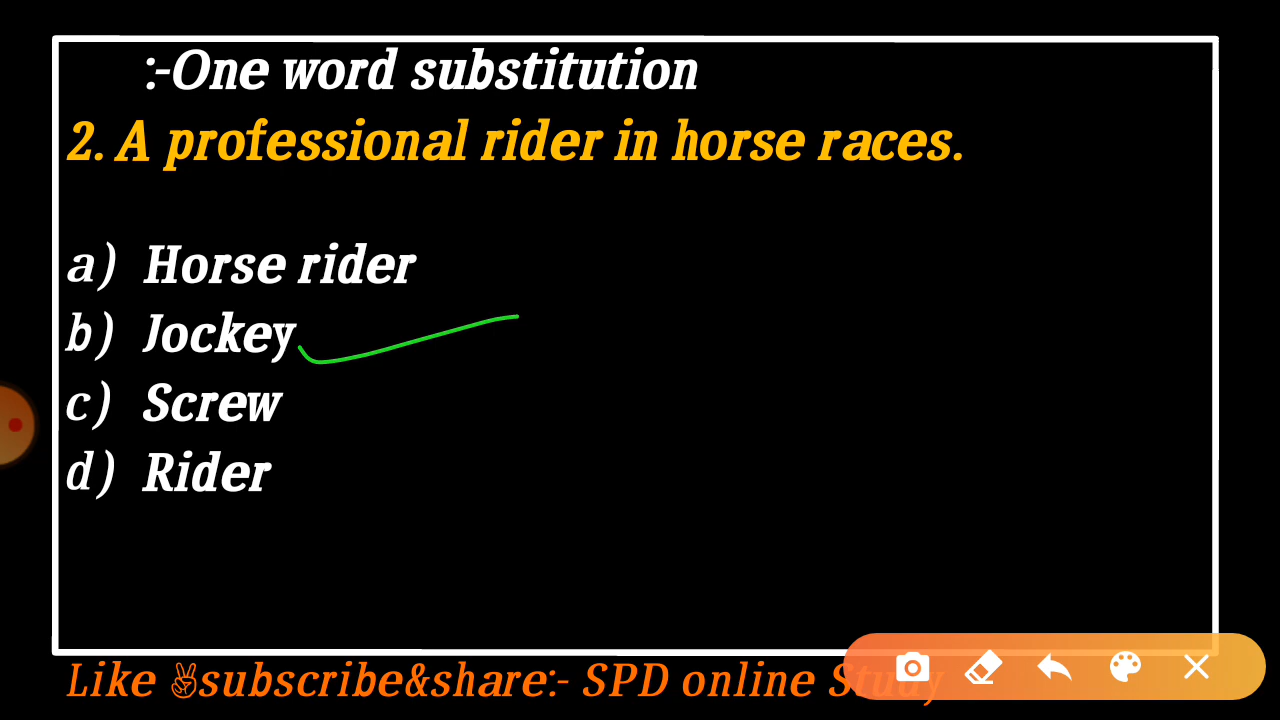 :-One word substitution
2. A professional rider in horse races.
a) Horse rider
b) Jockey
c) Screw
d) Rider
Like ✌subscribe&share:- SPD online Study